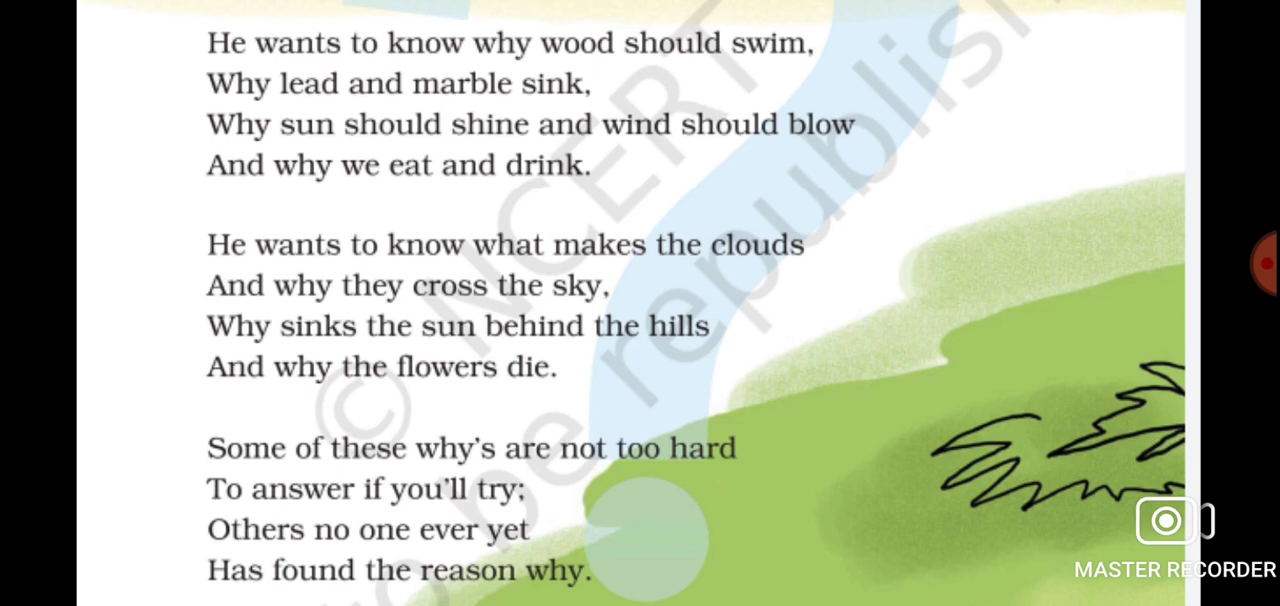 He wants to know why wood should swim,
Why lead and marble sink,
Why sun should shine and wind should blow
And why we eat and drink.
He wants to know what makes the clouds
And why they cross the sky,
Why sinks the sun behind the hills
And why the flowers die.
Some of these why's are not too hard
To answer if you'll try;
Others no one ever yet
Has found the reason why.
© NCERT
to be republish
MASTER RECORDER